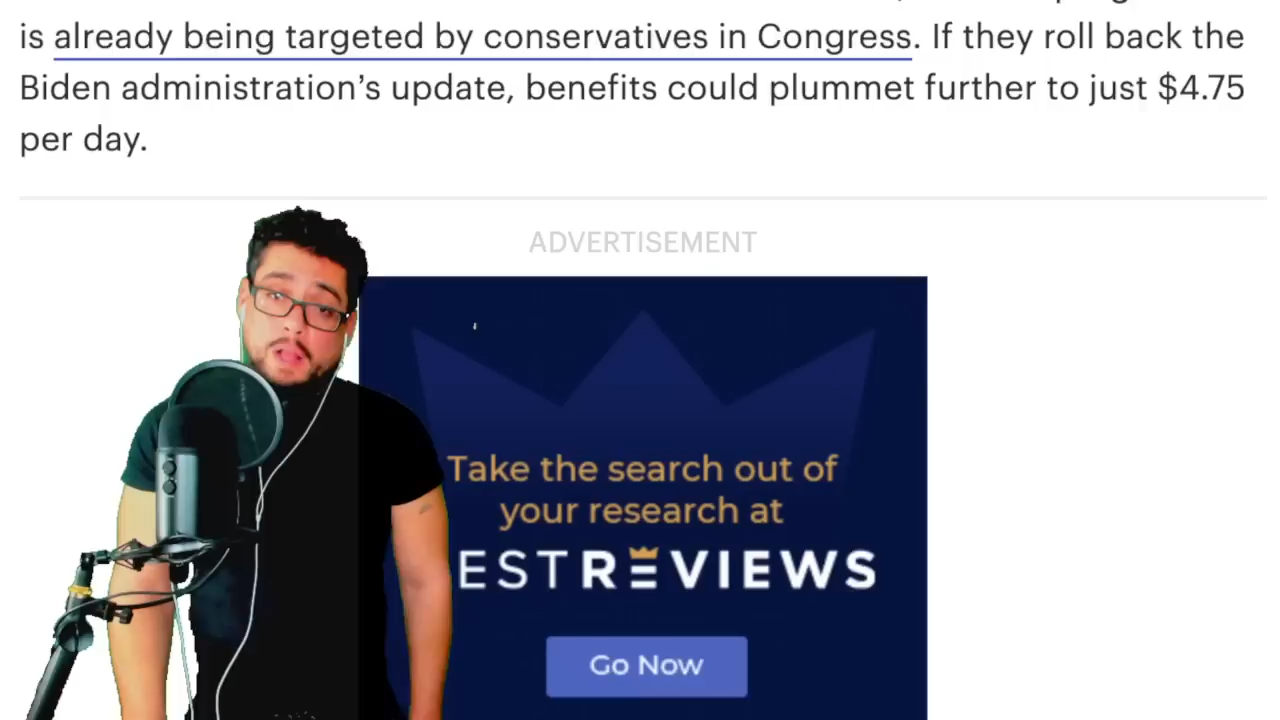 is already being targeted by conservatives in Congress. If they roll back the
Biden administration’s update, benefits could plummet further to just $4.75
per day.
ADVERTISEMENT
Take the search out of
your research at
ESTREVIEWS
Go Now